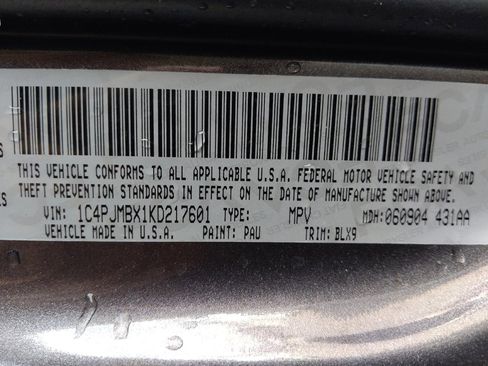 THIS VEHICLE CONFORMS TO ALL APPLICABLE U.S.A. FEDERAL MOTOR VEHICLE SAFETY AND
THEFT PREVENTION STANDARDS IN EFFECT ON THE DATE OF MANUFACTURE SHOWN ABOVE.
VIN: 1C4PJMBX1KD217601 TYPE: MPV MDH: 060904 431AA
VEHICLE MADE IN U.S.A. PAINT: PAU TRIM: BLX9